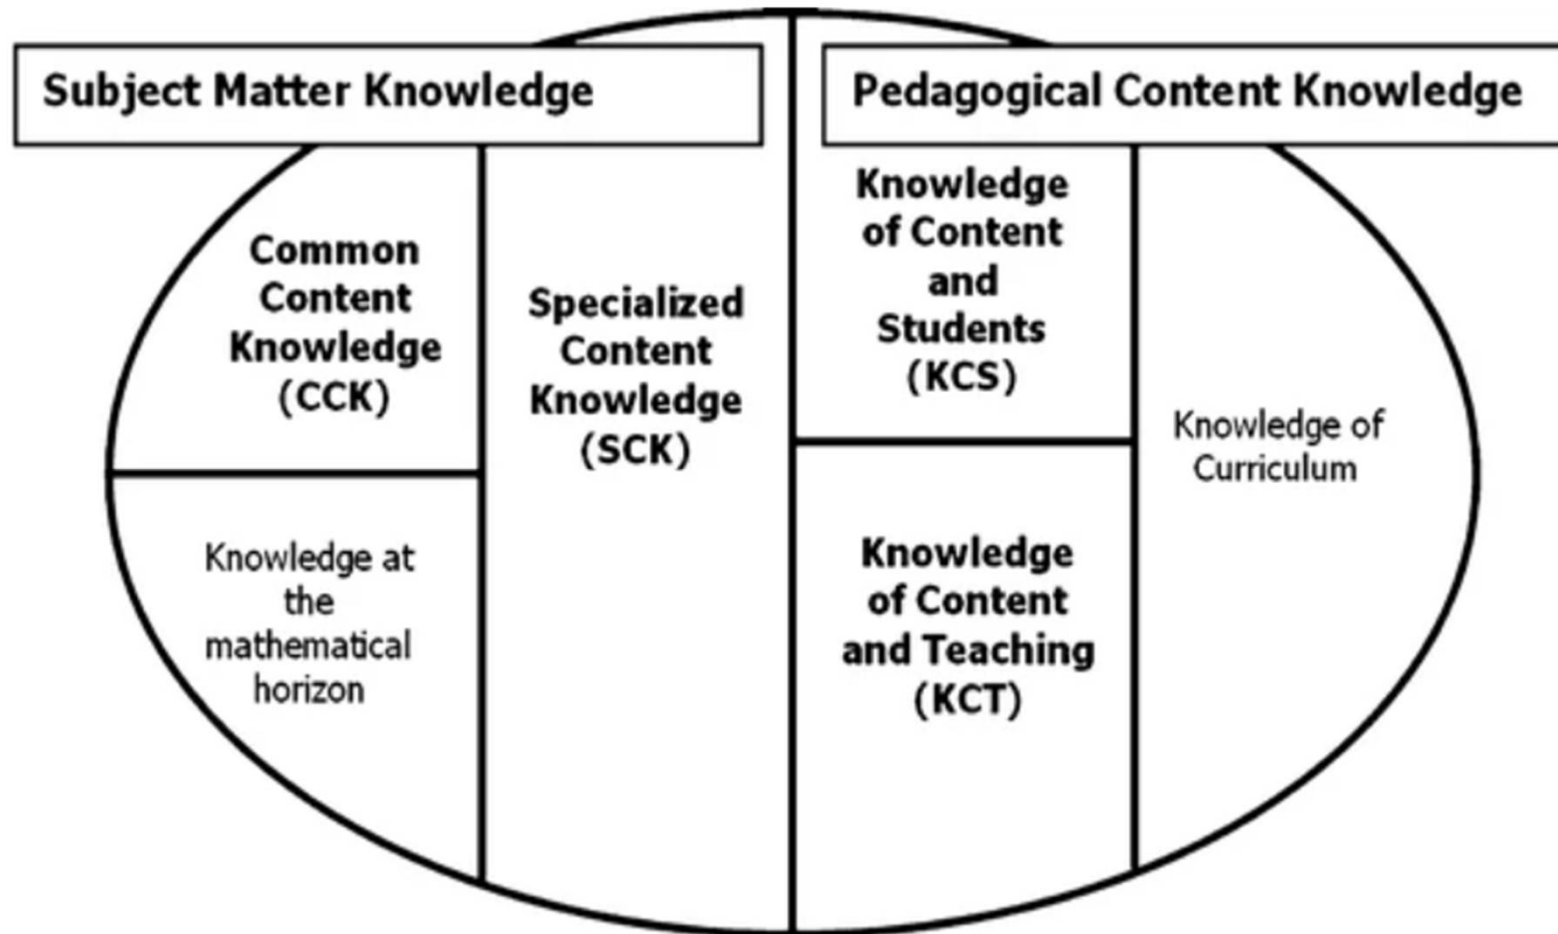 Subject Matter Knowledge
Pedagogical Content Knowledge
Common
Content
Knowledge
(CCK)
Specialized
Content
Knowledge
(SCK)
Knowledge at
the
mathematical
horizon
Knowledge
of Content
and
Students
(KCS)
Knowledge
of Content
and Teaching
(KCT)
Knowledge of
Curriculum